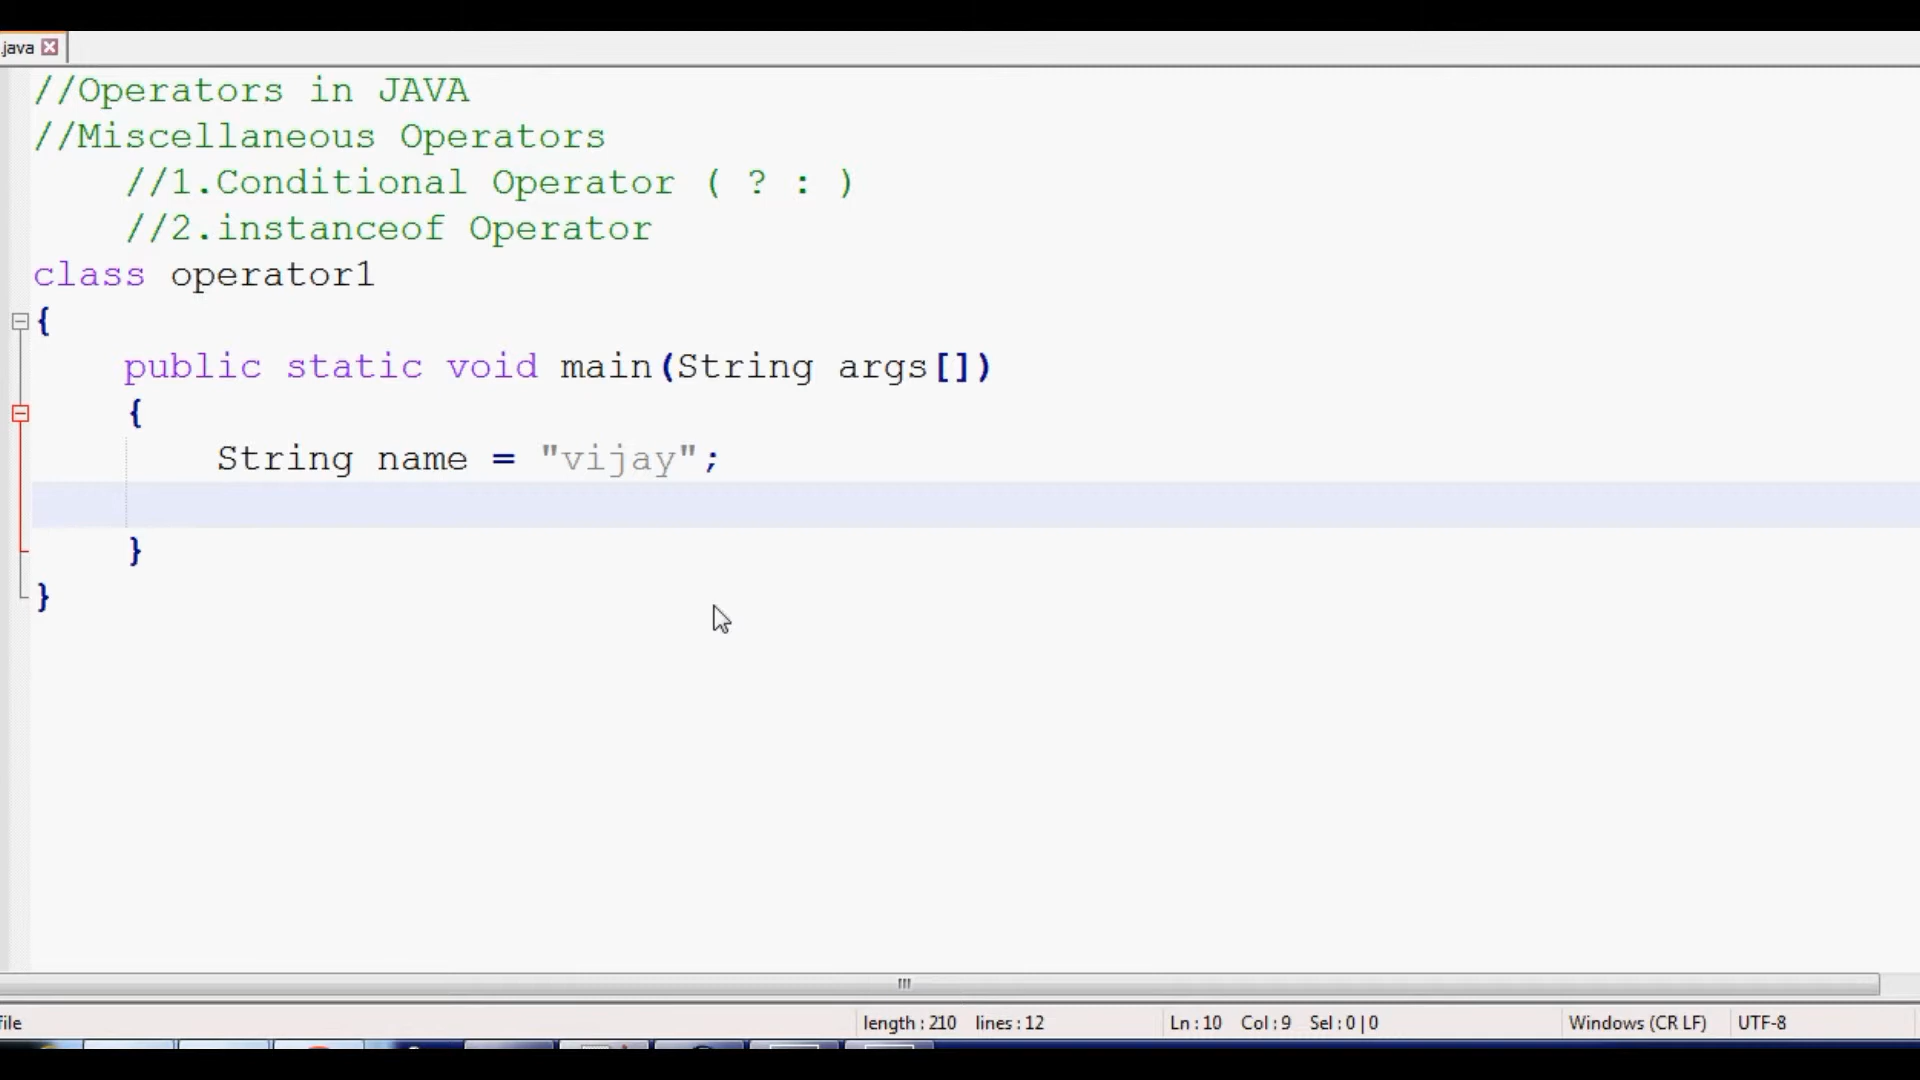 .java
//Operators in JAVA
//Miscellaneous Operators
//1.Conditional Operator ( ? : )
//2.instanceof Operator
class operator1
{
public static void main(String args[])
{
String name = "vijay";
}
}
file length : 210 lines : 12 Ln : 10 Col : 9 Sel : 0 | 0 Windows (CR LF) UTF-8